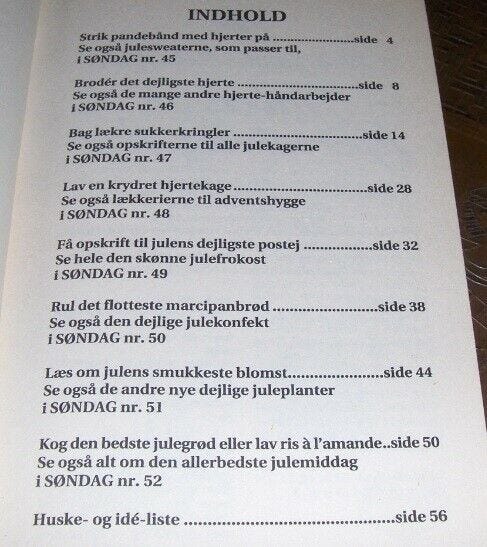 INDHOLD
Strik pandebånd med hjerter på ......................side 4
Se også julesweaterne, som passer til,
i SØNDAG nr. 45
Brodér det dejligste hjerte ...............................side 8
Se også de mange andre hjerte-håndarbejder
i SØNDAG nr. 46
Bag lækre sukkerkringler ...............................side 14
Se også opskrifterne til alle julekagerne
i SØNDAG nr. 47
Lav en krydret hjertekage ..............................side 28
Se også lækkerierne til adventshygge
i SØNDAG nr. 48
Få opskrift til julens dejligste postej .............side 32
Se hele den skønne julefrokost
i SØNDAG nr. 49
Rul det flotteste marcipanbrød ......................side 38
Se også den dejlige julekonfekt
i SØNDAG nr. 50
Læs om julens smukkeste blomst.....................side 44
Se også de andre nye dejlige juleplanter
i SØNDAG nr. 51
Kog den bedste julegrød eller lav ris à l'amande..side 50
Se også alt om den allerbedste julemiddag
i SØNDAG nr. 52
Huske- og idé-liste ............................................side 56